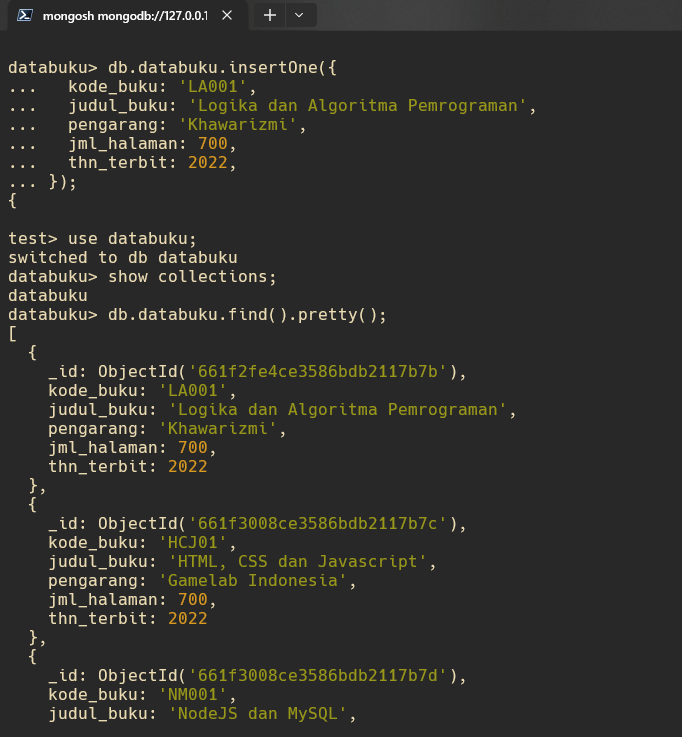 mongosh mongodb://127.0.0.1
databuku> db.databuku.insertOne({
...   kode_buku: 'LA001',
...   judul_buku: 'Logika dan Algoritma Pemrograman',
...   pengarang: 'Khawarizmi',
...   jml_halaman: 700,
...   thn_terbit: 2022,
... });
{
test> use databuku;
switched to db databuku
databuku> show collections;
databuku
databuku> db.databuku.find().pretty();
[
  {
    _id: ObjectId('661f2fe4ce3586bdb2117b7b'),
    kode_buku: 'LA001',
    judul_buku: 'Logika dan Algoritma Pemrograman',
    pengarang: 'Khawarizmi',
    jml_halaman: 700,
    thn_terbit: 2022
  },
  {
    _id: ObjectId('661f3008ce3586bdb2117b7c'),
    kode_buku: 'HCJ01',
    judul_buku: 'HTML, CSS dan Javascript',
    pengarang: 'Gamelab Indonesia',
    jml_halaman: 700,
    thn_terbit: 2022
  },
  {
    _id: ObjectId('661f3008ce3586bdb2117b7d'),
    kode_buku: 'NM001',
    judul_buku: 'NodeJS dan MySQL',